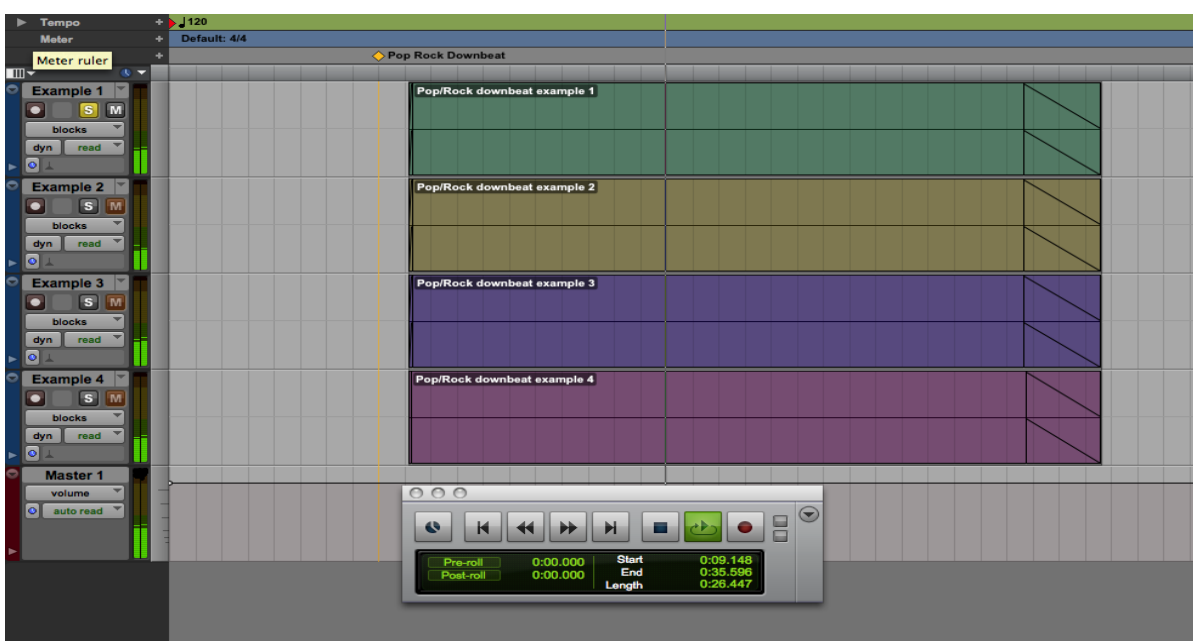 Tempo + ♩120
Meter + Default: 4/4
+ Pop Rock Downbeat
Meter ruler
Example 1 Pop/Rock downbeat example 1
S M
blocks
dyn read
Example 2 Pop/Rock downbeat example 2
S M
blocks
dyn read
Example 3 Pop/Rock downbeat example 3
S M
blocks
dyn read
Example 4 Pop/Rock downbeat example 4
S M
blocks
dyn read
Master 1
volume
auto read
Pre-roll 0:00.000 Start 0:09.148
Post-roll 0:00.000 End 0:35.596
Length 0:26.447